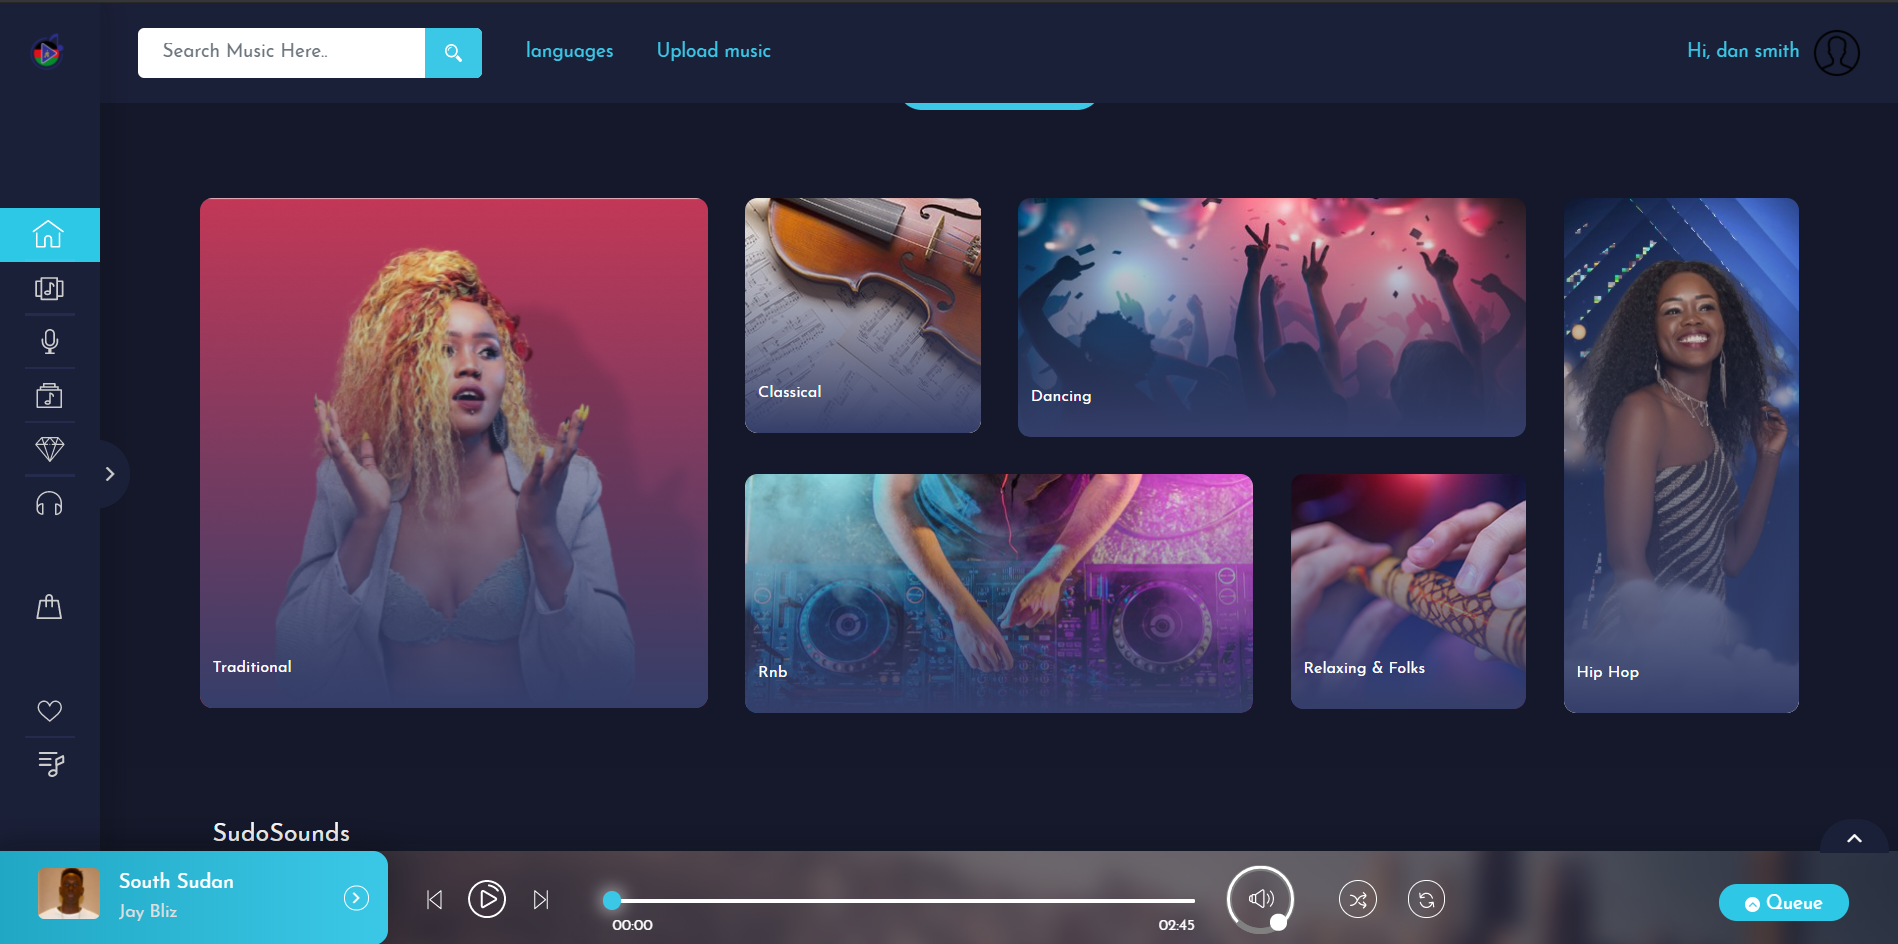 Search Music Here..
languages
Upload music
Hi, dan smith
Traditional
Classical
Dancing
Rnb
Relaxing & Folks
Hip Hop
SudoSounds
South Sudan
Jay Bliz
00:00
02:45
Queue